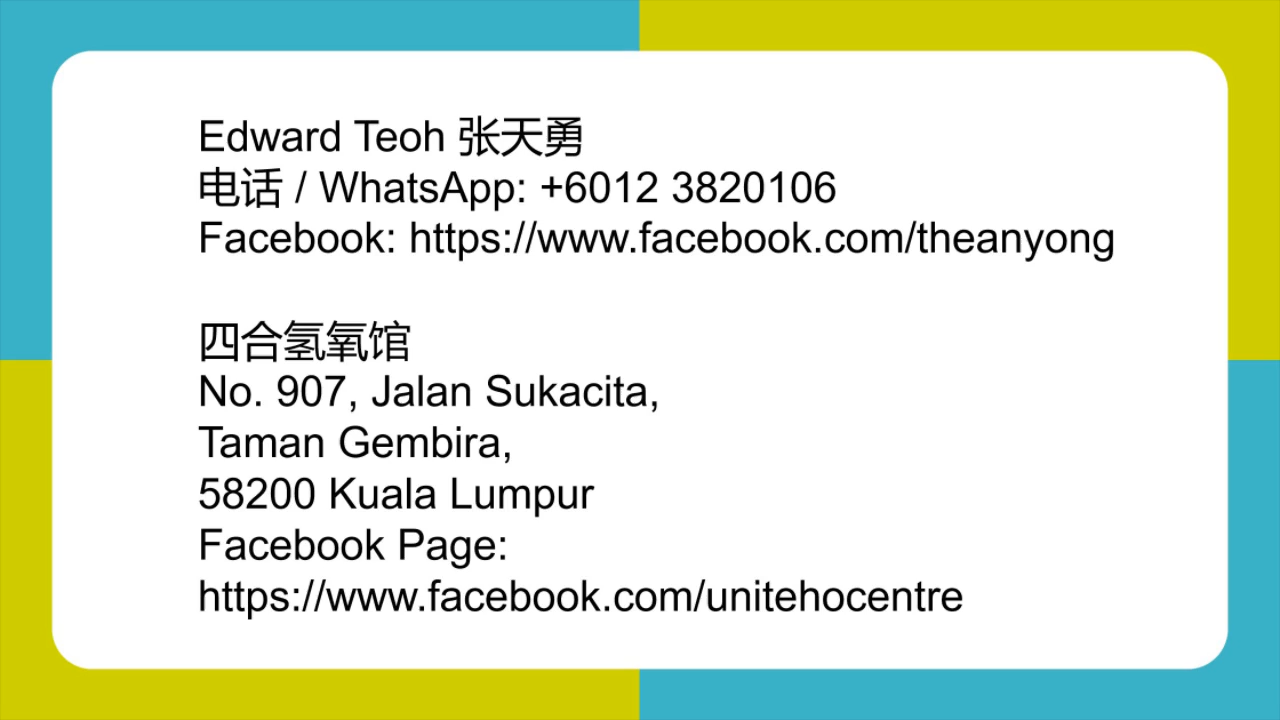 Edward Teoh 张天勇
电话 / WhatsApp: +6012 3820106
Facebook: https://www.facebook.com/theanyong
四合氢氧馆
No. 907, Jalan Sukacita,
Taman Gembira,
58200 Kuala Lumpur
Facebook Page:
https://www.facebook.com/unitehocentre